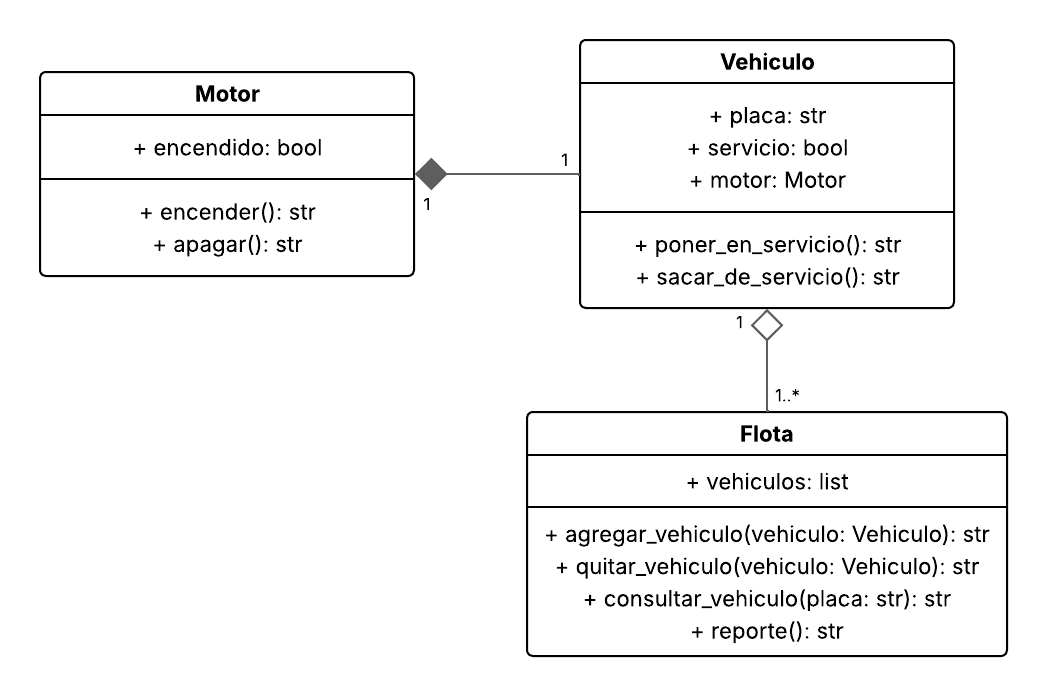 Motor
+ encendido: bool
+ encender(): str
+ apagar(): str
1
1
Vehiculo
+ placa: str
+ servicio: bool
+ motor: Motor
+ poner_en_servicio(): str
+ sacar_de_servicio(): str
1
1..*
Flota
+ vehiculos: list
+ agregar_vehiculo(vehiculo: Vehiculo): str
+ quitar_vehiculo(vehiculo: Vehiculo): str
+ consultar_vehiculo(placa: str): str
+ reporte(): str